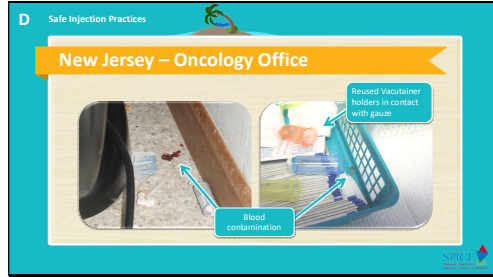 D
Safe Injection Practices
New Jersey – Oncology Office
Reused Vacutainer
holders in contact
with gauze
Blood
contamination
SPICE